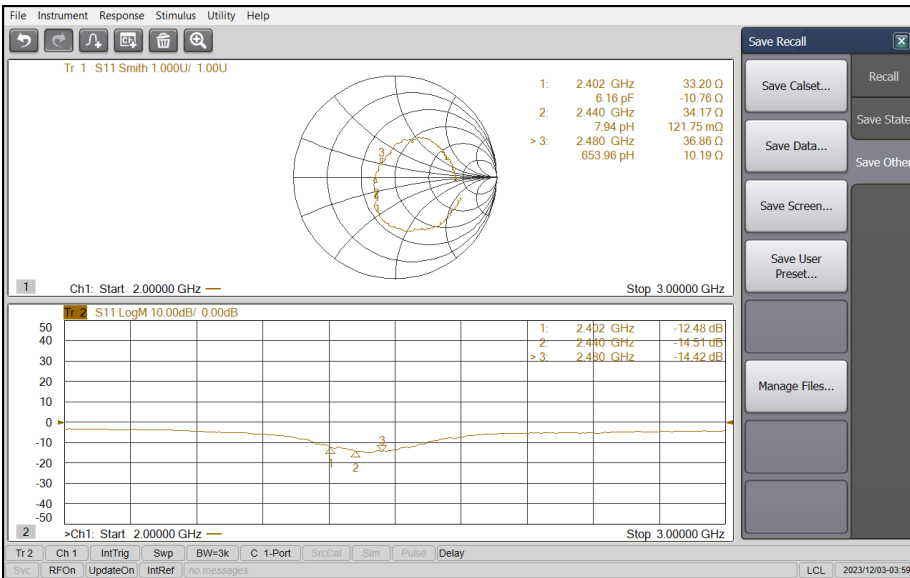 File Instrument Response Stimulus Utility Help
Tr 1 S11 Smith 1.000U/ 1.00U
1: 2.402 GHz 33.20 Ω
6.16 pF -10.76 Ω
2: 2.440 GHz 34.17 Ω
7.94 pH 121.75 mΩ
> 3: 2.480 GHz 36.86 Ω
653.96 pH 10.19 Ω
3
2
1
1 Ch1: Start 2.00000 GHz Stop 3.00000 GHz
Tr 2 S11 LogM 10.00dB/ 0.00dB
1: 2.402 GHz -12.48 dB
2: 2.440 GHz -14.51 dB
> 3: 2.480 GHz -14.42 dB
50
40
30
20
10
0
-10
-20
-30
-40
-50
1
2
3
2 >Ch1: Start 2.00000 GHz Stop 3.00000 GHz
Save Recall X
Save Calset...
Save Data...
Save Screen...
Save User
Preset...
Manage Files...
Recall
Save State
Save Other
Tr 2 Ch 1 IntTrig Swp BW=3k C 1-Port SrcCal Sim Pulse Delay
Svc RFOn UpdateOn IntRef no messages LCL 2023/12/03-03:59